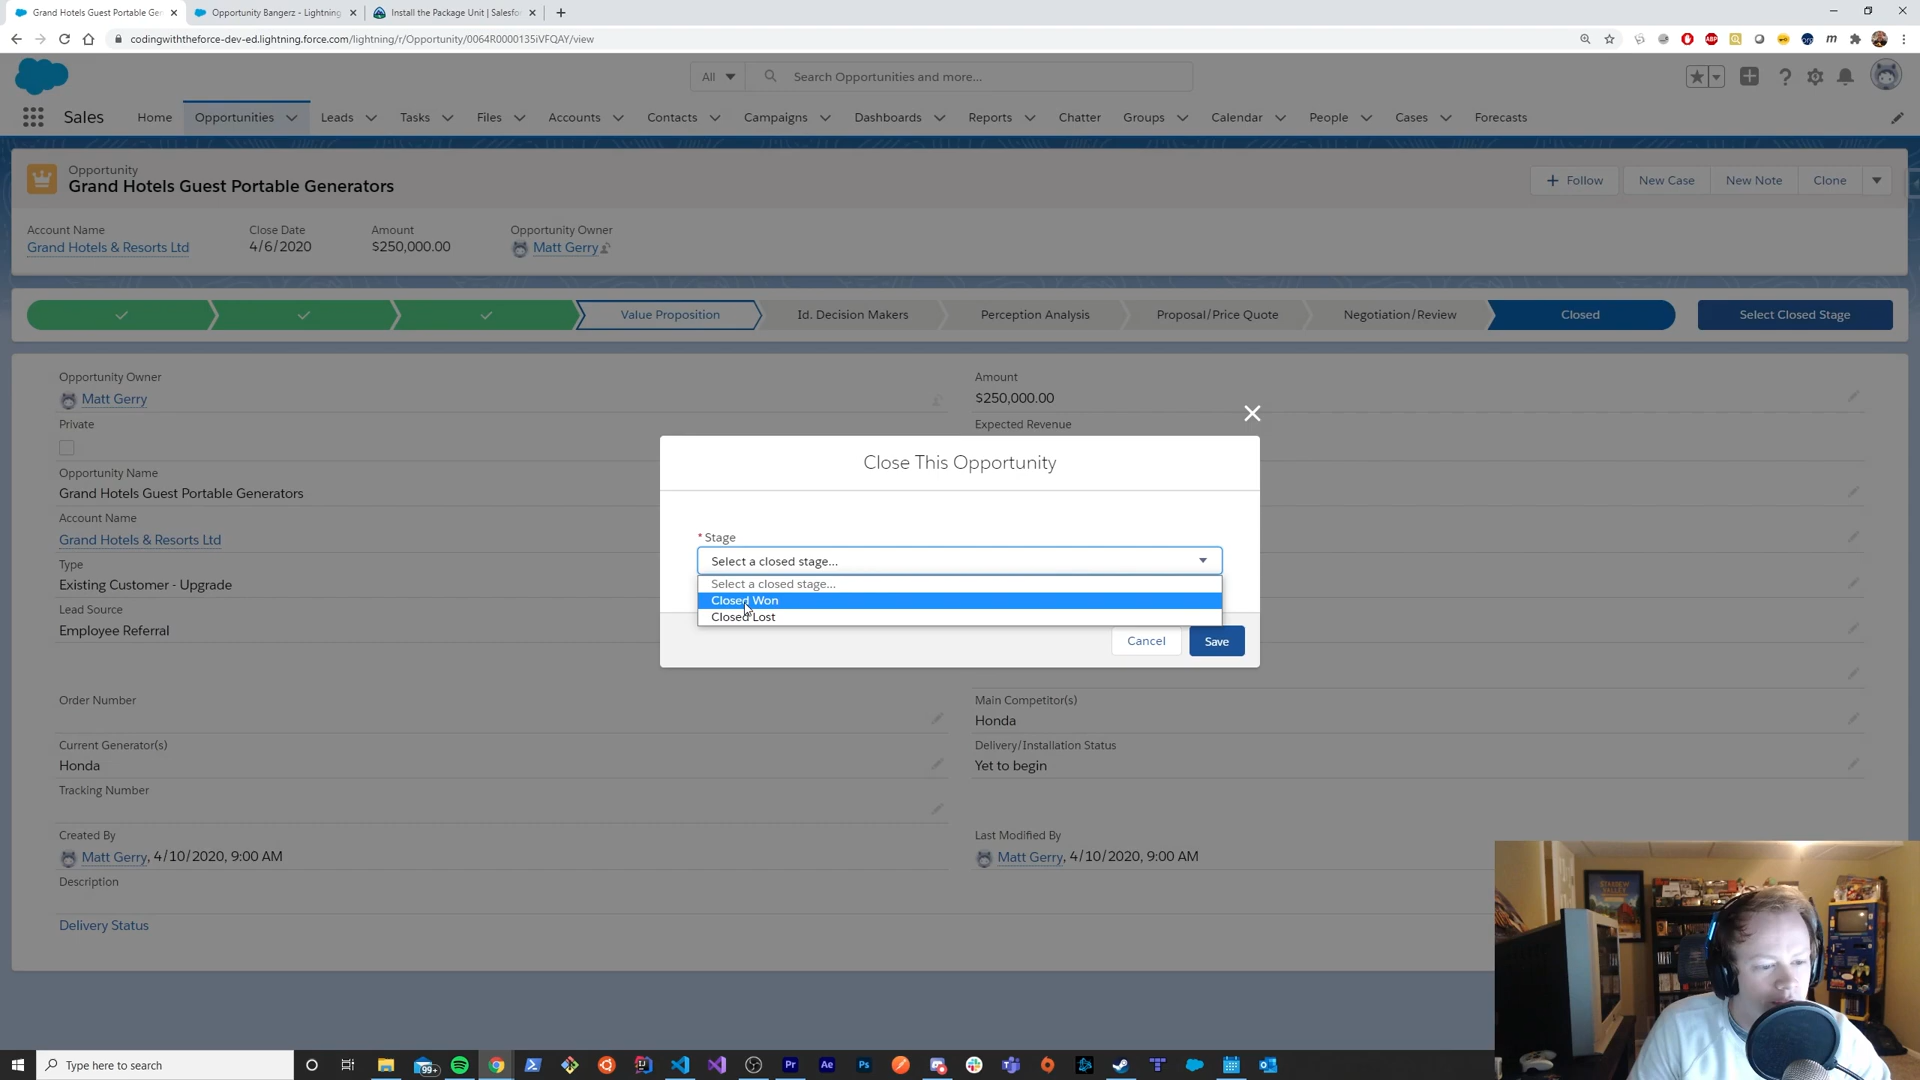 Grand Hotels Guest Portable Gen
Opportunity Bangerz - Lightning
Install the Package Unit | Salesfo
codingwiththeforce-dev-ed.lightning.force.com/lightning/r/Opportunity/0064R0000135iVFQAY/view
All
Search Opportunities and more...
Sales
Home
Opportunities
Leads
Tasks
Files
Accounts
Contacts
Campaigns
Dashboards
Reports
Chatter
Groups
Calendar
People
Cases
Forecasts
Opportunity
Grand Hotels Guest Portable Generators
Follow
New Case
New Note
Clone
Account Name
Grand Hotels & Resorts Ltd
Close Date
4/6/2020
Amount
$250,000.00
Opportunity Owner
Matt Gerry
Value Proposition
Id. Decision Makers
Perception Analysis
Proposal/Price Quote
Negotiation/Review
Closed
Select Closed Stage
Opportunity Owner
Matt Gerry
Private
Opportunity Name
Grand Hotels Guest Portable Generators
Account Name
Grand Hotels & Resorts Ltd
Type
Existing Customer - Upgrade
Lead Source
Employee Referral
Order Number
Current Generator(s)
Honda
Tracking Number
Created By
Matt Gerry, 4/10/2020, 9:00 AM
Description
Delivery Status
Amount
$250,000.00
Expected Revenue
Main Competitor(s)
Honda
Delivery/Installation Status
Yet to begin
Last Modified By
Matt Gerry, 4/10/2020, 9:00 AM
Close This Opportunity
* Stage
Select a closed stage...
Select a closed stage...
Closed Won
Closed Lost
Cancel
Save
STARDEW VALLEY
Type here to search
99+